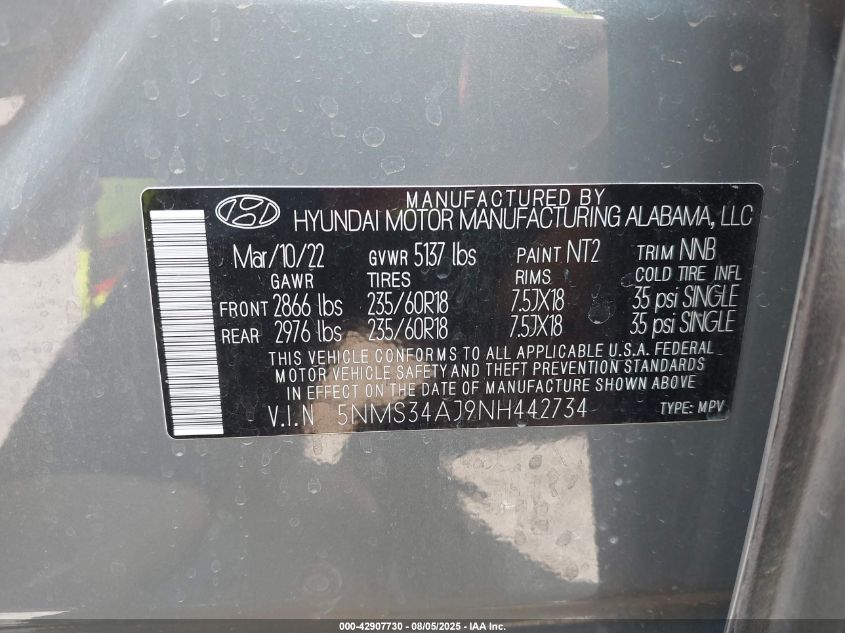 MANUFACTURED BY
HYUNDAI MOTOR MANUFACTURING ALABAMA, LLC
Mar/10/22 GVWR 5137 lbs PAINT NT2 TRIM NNB
GAWR TIRES RIMS COLD TIRE INFL
FRONT 2866 lbs 235/60R18 7.5JX18 35 psi SINGLE
REAR 2976 lbs 235/60R18 7.5JX18 35 psi SINGLE
THIS VEHICLE CONFORMS TO ALL APPLICABLE U.S.A. FEDERAL
MOTOR VEHICLE SAFETY AND THEFT PREVENTION STANDARDS
IN EFFECT ON THE DATE OF MANUFACTURE SHOWN ABOVE.
V.I.N 5NMS34AJ9NH442734 TYPE: MPV
000-42907730 - 08/05/2025 - IAA Inc.